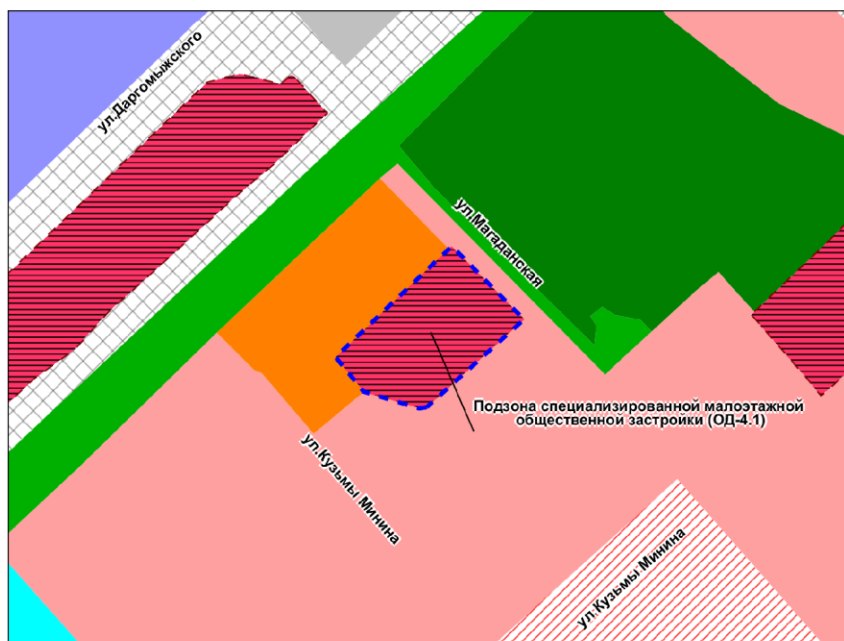 ул.Даргомыжского
ул.Магаданская
Подзона специализированной малоэтажной
общественной застройки (ОД-4.1)
ул.Кузьмы Минина
ул.Кузьмы Минина